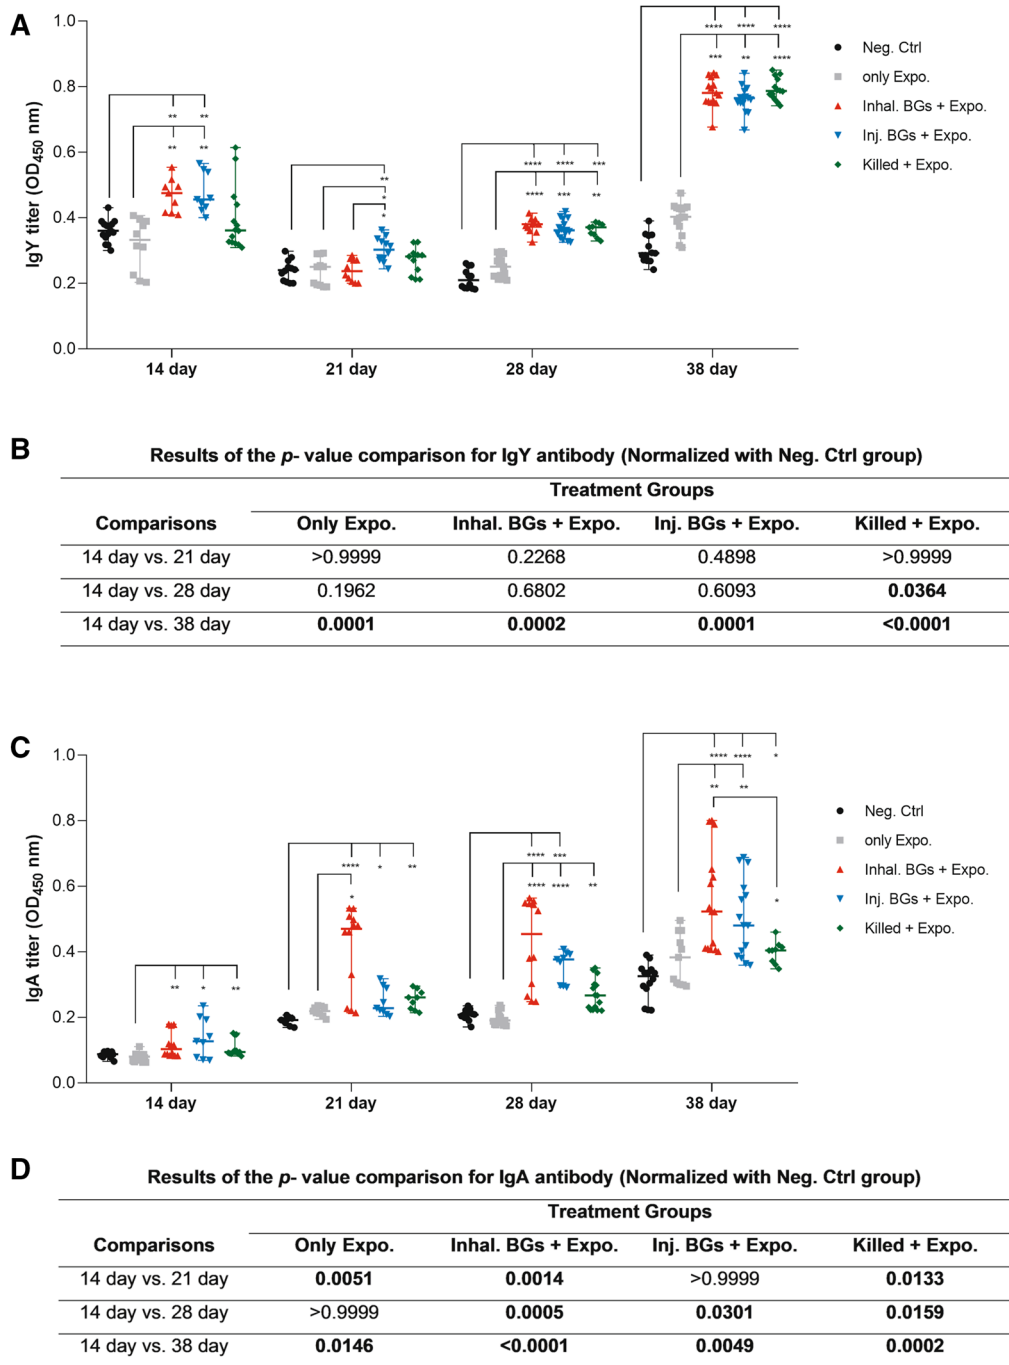 A
1.0
0.8
0.6
0.4
0.2
0.0
IgY titer (OD450 nm)
** **
** **
**
*
*
**** **** ***
**** *** **
**** **** ****
*** ** ****
14 day 21 day 28 day 38 day
Neg. Ctrl
only Expo.
Inhal. BGs + Expo.
Inj. BGs + Expo.
Killed + Expo.
B
Results of the p- value comparison for IgY antibody (Normalized with Neg. Ctrl group)
Treatment Groups
Comparisons Only Expo. Inhal. BGs + Expo. Inj. BGs + Expo. Killed + Expo.
14 day vs. 21 day >0.9999 0.2268 0.4898 >0.9999
14 day vs. 28 day 0.1962 0.6802 0.6093 0.0364
14 day vs. 38 day 0.0001 0.0002 0.0001 <0.0001
C
1.0
0.8
0.6
0.4
0.2
0.0
IgA titer (OD450 nm)
** * **
**** * **
*
**** ***
**** **** **
**** **** *
** **
*
14 day 21 day 28 day 38 day
Neg. Ctrl
only Expo.
Inhal. BGs + Expo.
Inj. BGs + Expo.
Killed + Expo.
D
Results of the p- value comparison for IgA antibody (Normalized with Neg. Ctrl group)
Treatment Groups
Comparisons Only Expo. Inhal. BGs + Expo. Inj. BGs + Expo. Killed + Expo.
14 day vs. 21 day 0.0051 0.0014 >0.9999 0.0133
14 day vs. 28 day >0.9999 0.0005 0.0301 0.0159
14 day vs. 38 day 0.0146 <0.0001 0.0049 0.0002